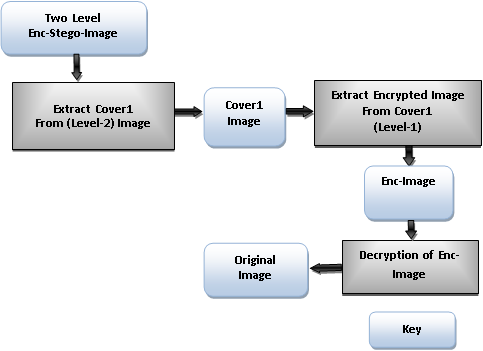 Two Level
Enc-Stego-Image
Extract Cover1
From (Level-2) Image
Cover1
Image
Extract Encrypted Image
From Cover1
(Level-1)
Enc-Image
Decryption of Enc-
Image
Original
Image
Key